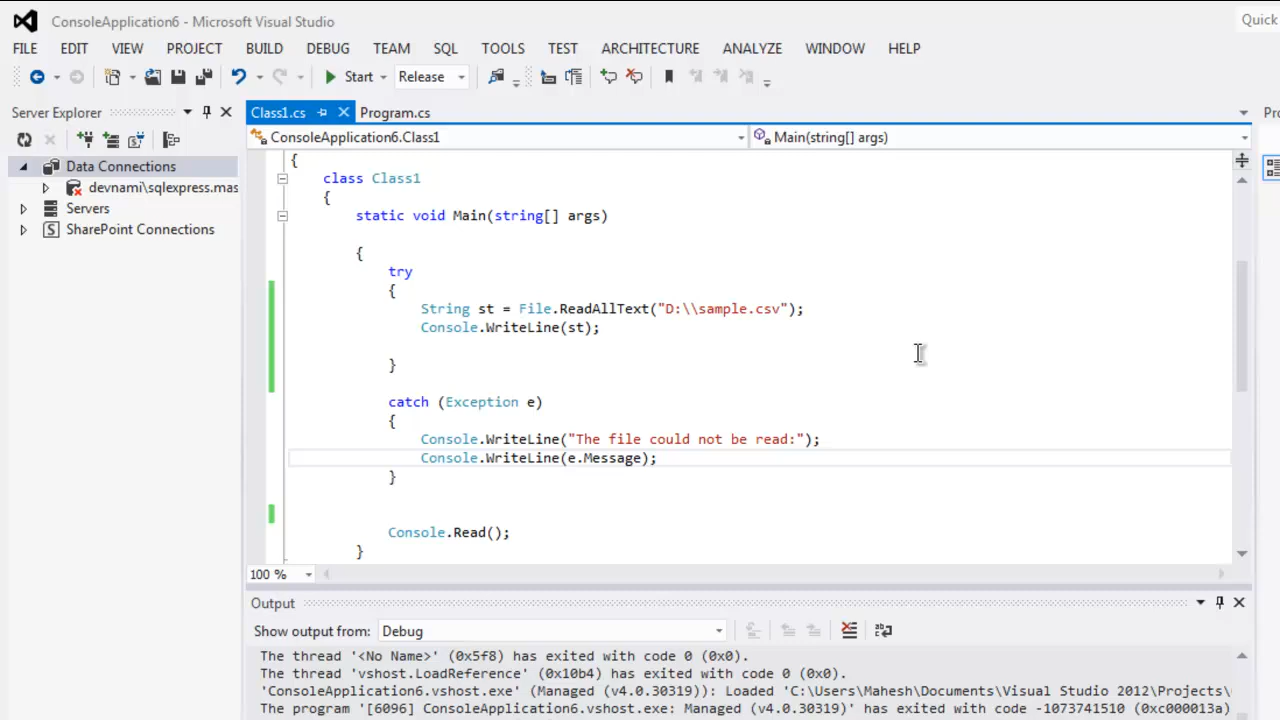 ConsoleApplication6 - Microsoft Visual Studio
Quick
FILE EDIT VIEW PROJECT BUILD DEBUG TEAM SQL TOOLS TEST ARCHITECTURE ANALYZE WINDOW HELP
Start Release
Server Explorer
Class1.cs Program.cs
ConsoleApplication6.Class1 Main(string[] args)
Data Connections
devnami\sqlexpress.mas
Servers
SharePoint Connections
{
class Class1
{
static void Main(string[] args)
{
try
{
String st = File.ReadAllText("D:\\sample.csv");
Console.WriteLine(st);
}
catch (Exception e)
{
Console.WriteLine("The file could not be read:");
Console.WriteLine(e.Message);
}
Console.Read();
}
100 %
Output
Show output from: Debug
The thread '<No Name>' (0x5f8) has exited with code 0 (0x0).
The thread 'vshost.LoadReference' (0x10b4) has exited with code 0 (0x0).
'ConsoleApplication6.vshost.exe' (Managed (v4.0.30319)): Loaded 'C:\Users\Mahesh\Documents\Visual Studio 2012\Projects\
The program '[6096] ConsoleApplication6.vshost.exe: Managed (v4.0.30319)' has exited with code -1073741510 (0xc000013a)